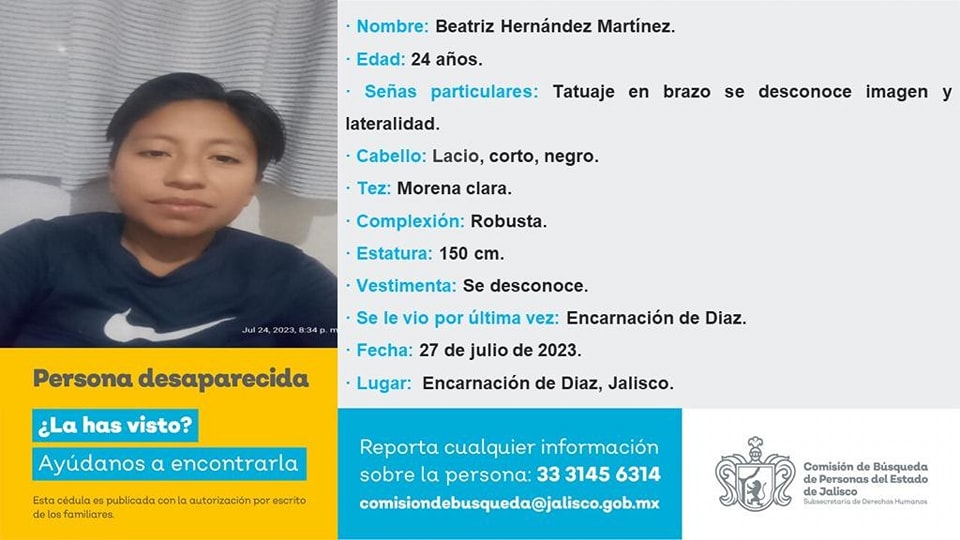 Jul 24, 2023, 8:34 p. m
Persona desaparecida
¿La has visto?
Ayúdanos a encontrarla
Esta cédula es publicada con la autorización por escrito
de los familiares.
· Nombre: Beatriz Hernández Martínez.
· Edad: 24 años.
· Señas particulares: Tatuaje en brazo se desconoce imagen y
lateralidad.
· Cabello: Lacio, corto, negro.
· Tez: Morena clara.
· Complexión: Robusta.
· Estatura: 150 cm.
· Vestimenta: Se desconoce.
· Se le vio por última vez: Encarnación de Diaz.
· Fecha: 27 de julio de 2023.
· Lugar: Encarnación de Diaz, Jalisco.
Reporta cualquier información
sobre la persona: 33 3145 6314
comisiondebusqueda@jalisco.gob.mx
Comisión de Búsqueda
de Personas del Estado
de Jalisco
Subsecretaría de Derechos Humanos